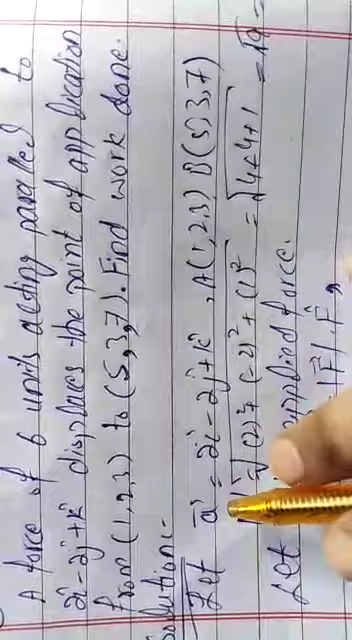 A force of 6 units acting parallel to
2i - 2j + k displaces the point of application
from (1,2,3) to (5,3,7). Find work done.
Solution:-
Let a = 2i - 2j + k , A(1,2,3) B(5,3,7)
= √(2)² + (-2)² + (1)² = √4+4+1 = √9 =
Let applied force.
|F| . F̂ ,